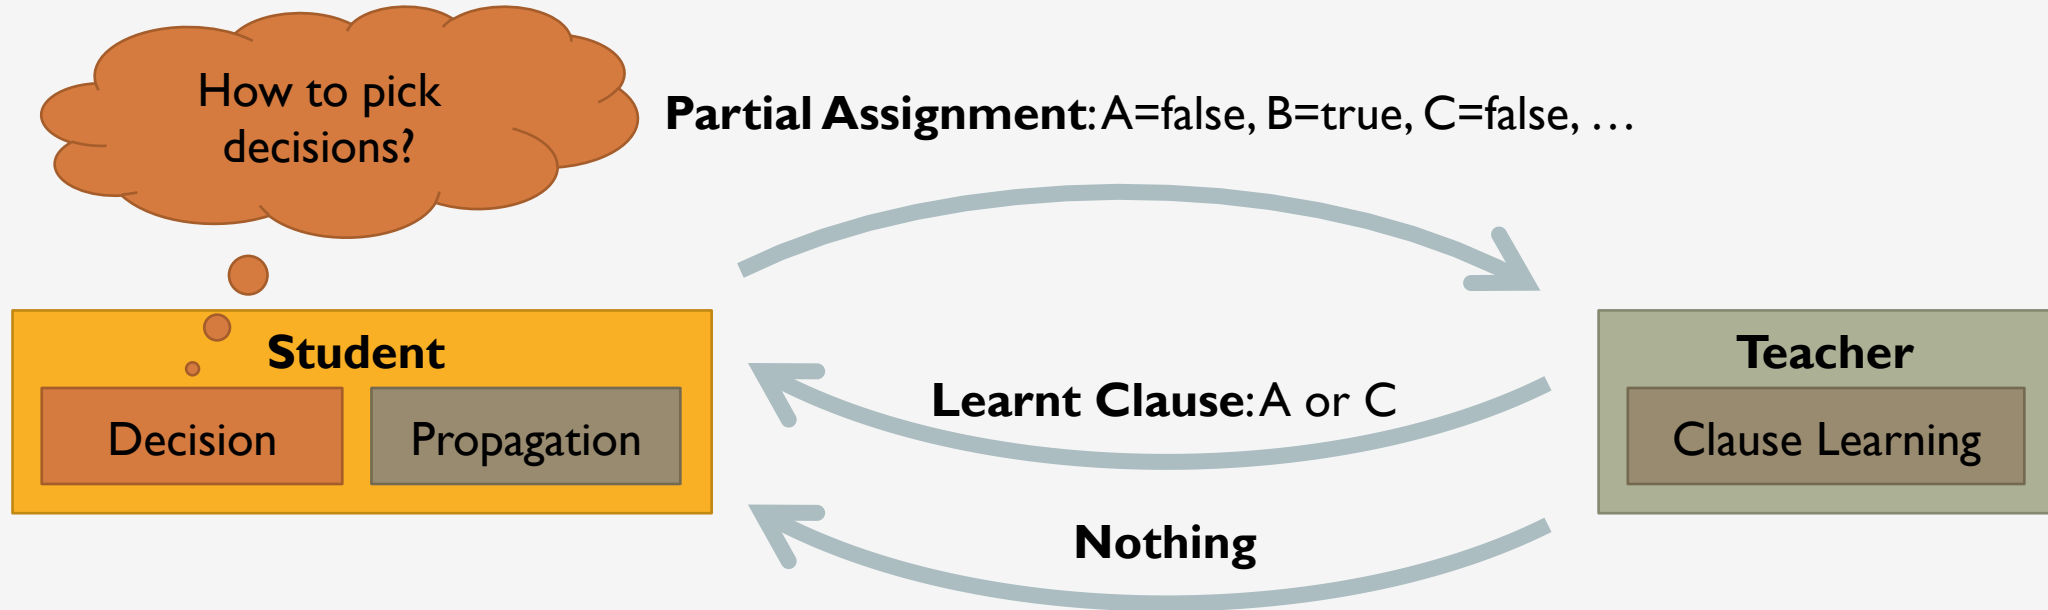 How to pick
decisions?
Partial Assignment: A=false, B=true, C=false, …
Student
Decision
Propagation
Learnt Clause: A or C
Nothing
Teacher
Clause Learning